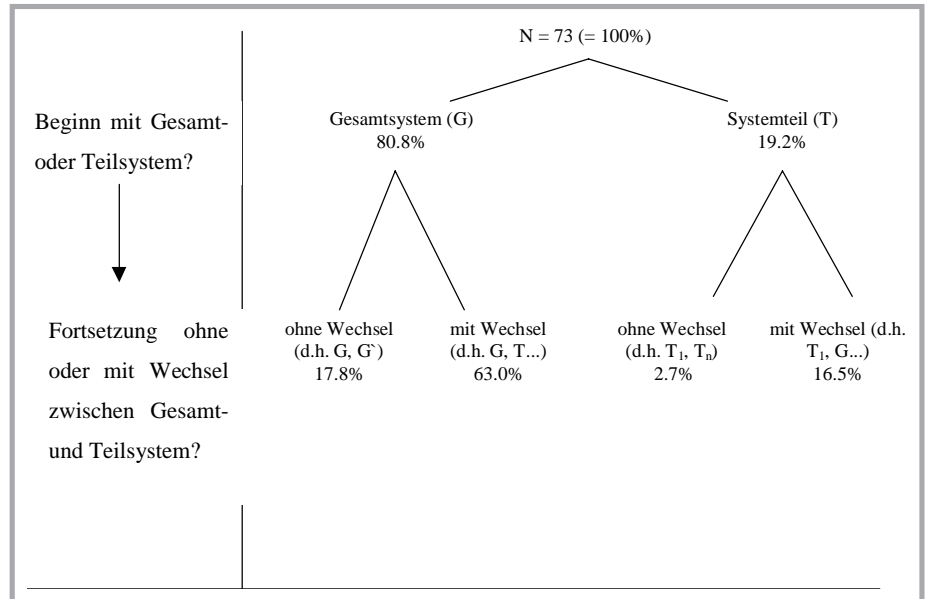 N = 73 (= 100%)
Beginn mit Gesamt-
oder Teilsystem?
Gesamtsystem (G)
80.8%
Systemteil (T)
19.2%
Fortsetzung ohne
oder mit Wechsel
zwischen Gesamt-
und Teilsystem?
ohne Wechsel
(d.h. G, G`)
17.8%
mit Wechsel
(d.h. G, T...)
63.0%
ohne Wechsel
(d.h. T₁, Tₙ)
2.7%
mit Wechsel (d.h.
T₁, G...)
16.5%